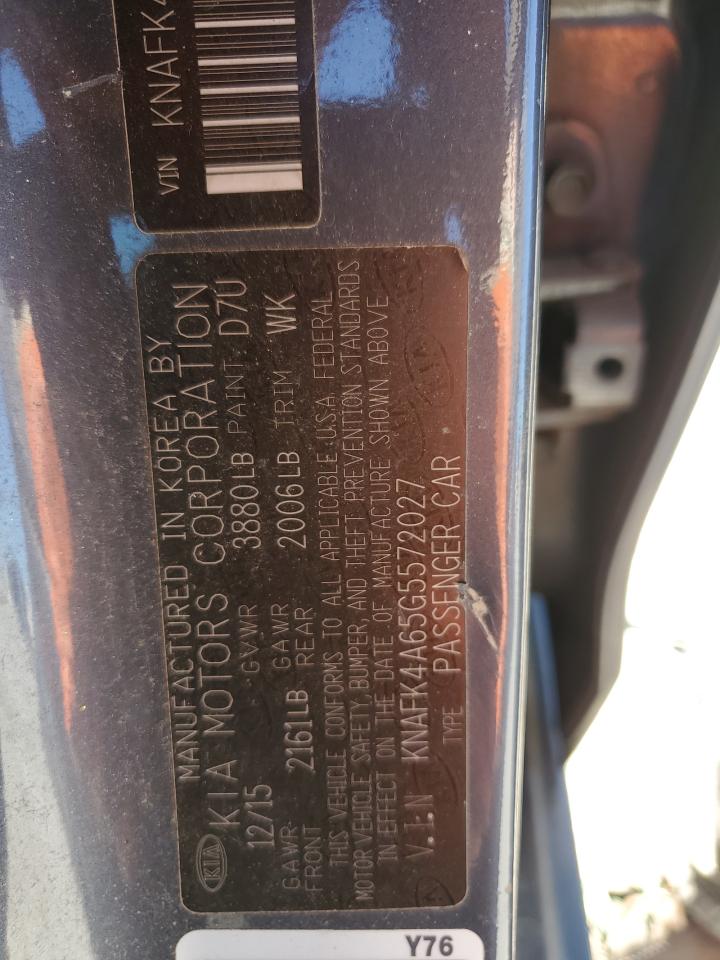 VIN KNAFK4
MANUFACTURED IN KOREA BY
KIA KIA MOTORS CORPORATION
12/15 GVWR 3880LB PAINT D7U
GAWR FRONT 2161LB GAWR REAR 2006LB TRIM WK
THIS VEHICLE CONFORMS TO ALL APPLICABLE U.S.A. FEDERAL
MOTOR VEHICLE SAFETY, BUMPER, AND THEFT PREVENTION STANDARDS
IN EFFECT ON THE DATE OF MANUFACTURE SHOWN ABOVE
V.I.N KNAFK4A65G5572027
TYPE PASSENGER CAR
Y76